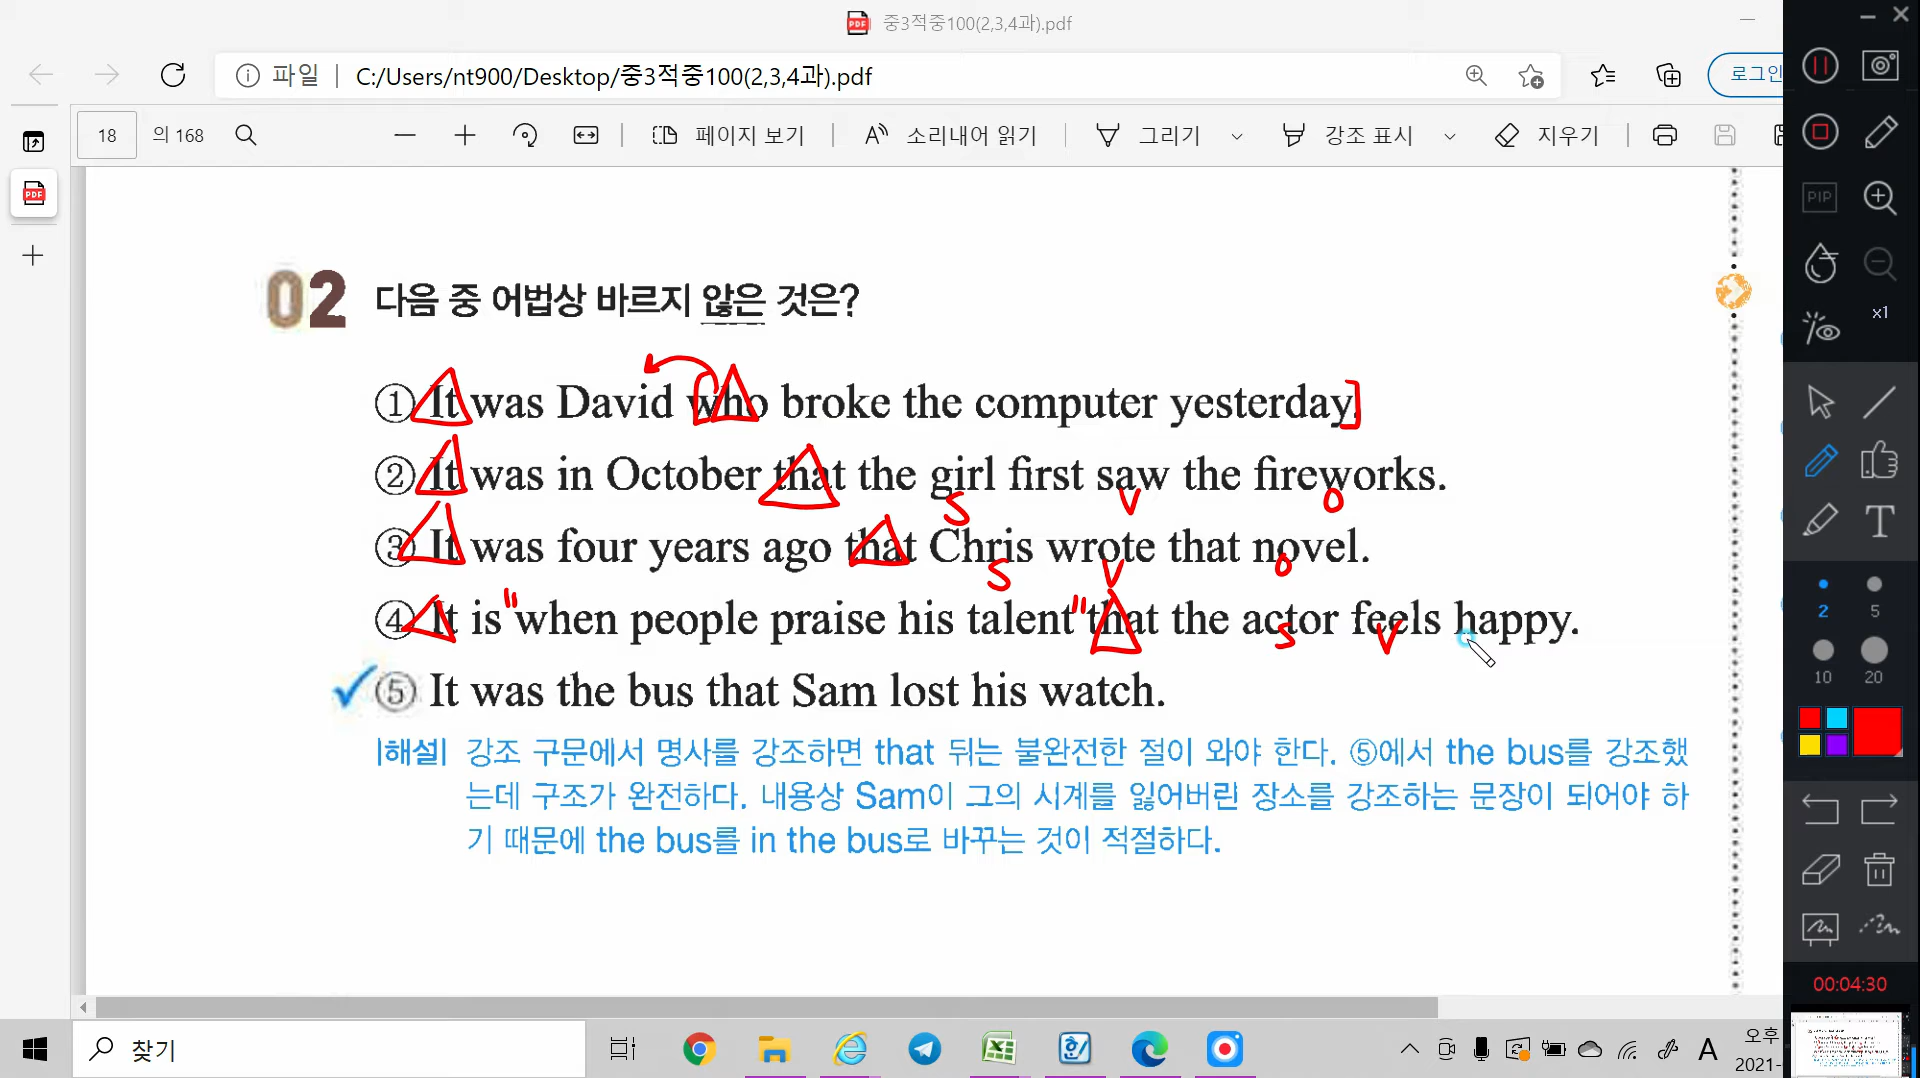 중3적중100(2,3,4과).pdf
파일 C:/Users/nt900/Desktop/중3적중100(2,3,4과).pdf 로그인
18 의 168 페이지 보기 소리내어 읽기 그리기 강조 표시 지우기
PIP
x1
02 다음 중 어법상 바르지 않은 것은?
① It was David who broke the computer yesterday.
② It was in October that the girl first saw the fireworks.
S V O
③ It was four years ago that Chris wrote that novel.
S V O
④ It is "when people praise his talent" that the actor feels happy.
S V
⑤ It was the bus that Sam lost his watch.
|해설| 강조 구문에서 명사를 강조하면 that 뒤는 불완전한 절이 와야 한다. ⑤에서 the bus를 강조했
는데 구조가 완전하다. 내용상 Sam이 그의 시계를 잃어버린 장소를 강조하는 문장이 되어야 하
기 때문에 the bus를 in the bus로 바꾸는 것이 적절하다.
T
2 5
10 20
00:04:30
찾기
A 오후
2021-